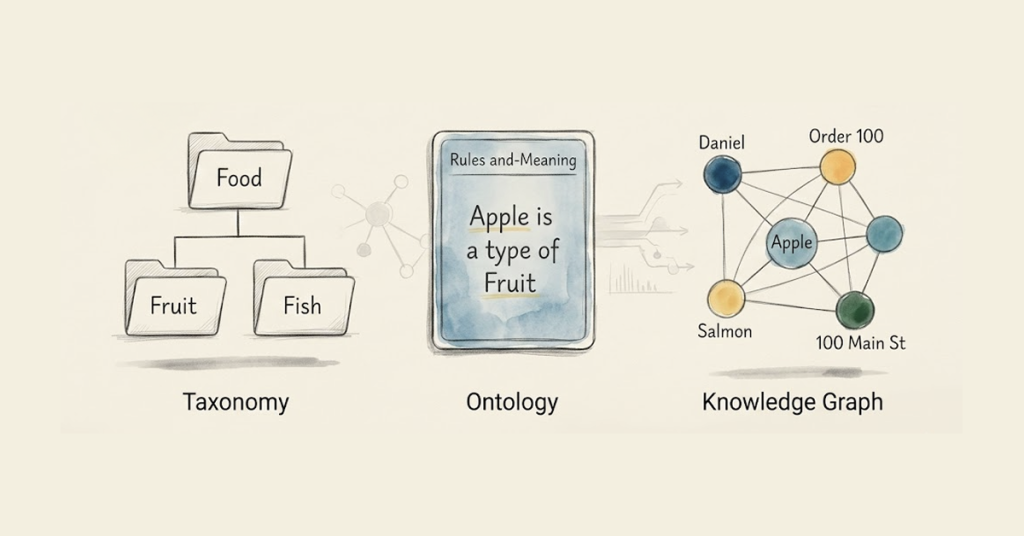 Food
Fruit
Fish
Taxonomy
Rules and-Meaning
Apple is
a type of
Fruit
Ontology
Daniel
Order 100
Apple
Salmon
100 Main St
Knowledge Graph